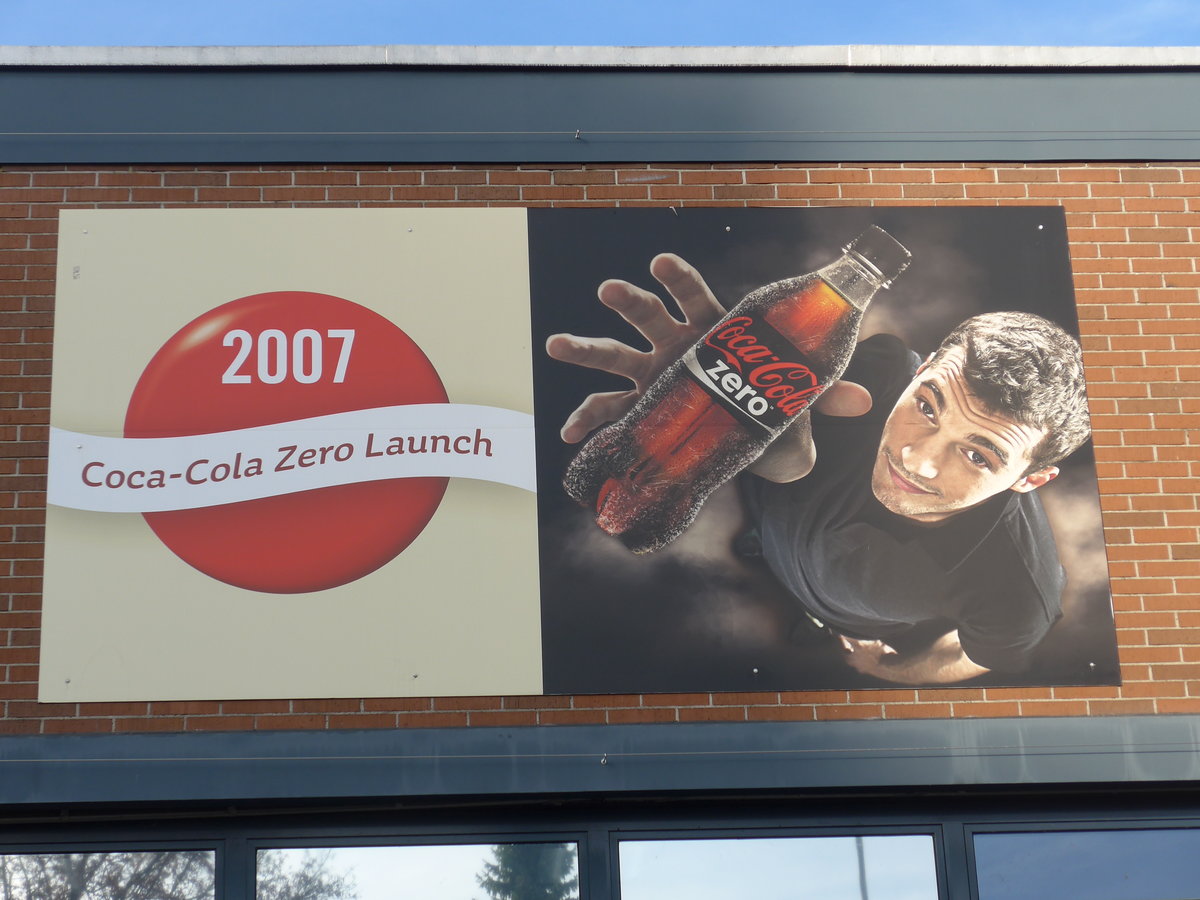 2007
Coca-Cola Zero Launch
Coca-Cola
zero